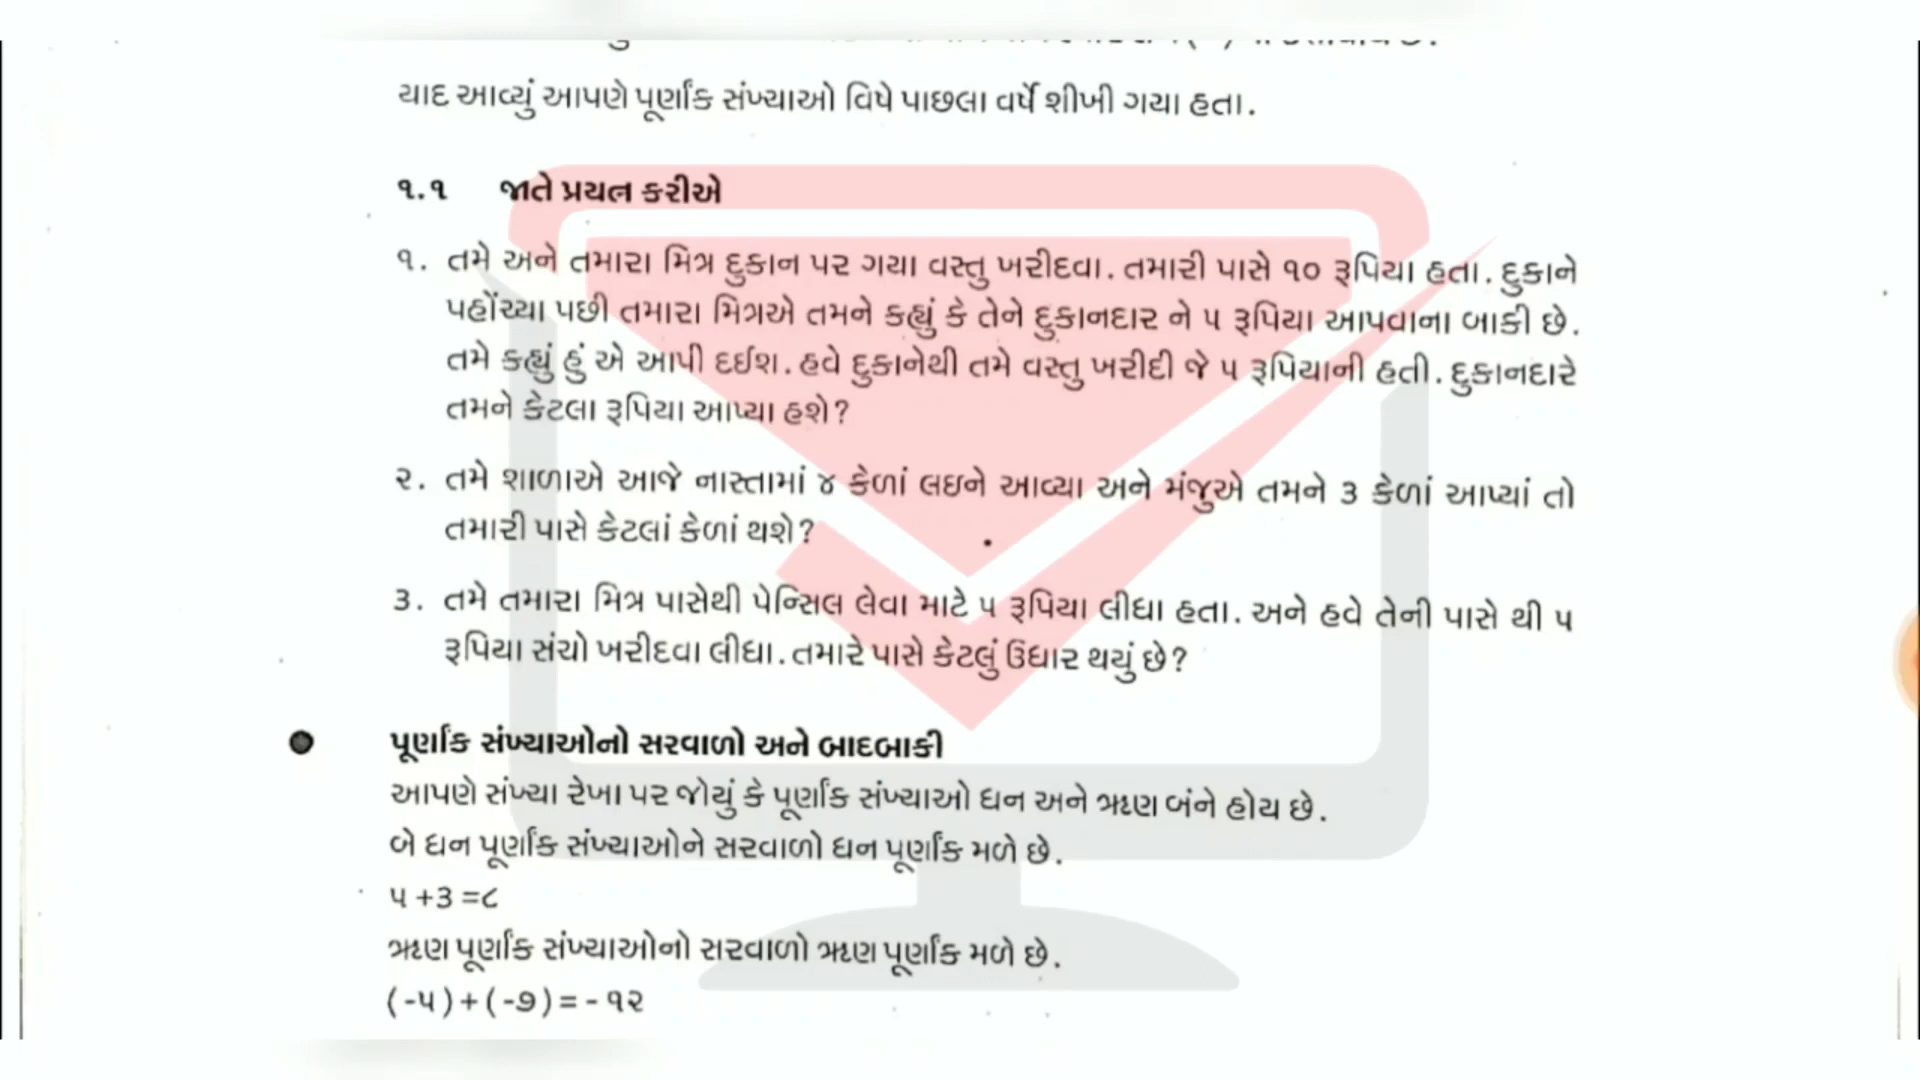 યાદ આવ્યું આપણે પૂર્ણાંક સંખ્યાઓ વિષે પાછલા વર્ષે શીખી ગયા હતા.
૧.૧ જાતે પ્રયત્ન કરીએ
૧. તમે અને તમારા મિત્ર દુકાન પર ગયા વસ્તુ ખરીદવા. તમારી પાસે ૧૦ રૂપિયા હતા. દુકાને
પહોંચ્યા પછી તમારા મિત્રએ તમને કહ્યું કે તેને દુકાનદાર ને ૫ રૂપિયા આપવાના બાકી છે.
તમે કહ્યું હું એ આપી દઈશ. હવે દુકાનેથી તમે વસ્તુ ખરીદી જે ૫ રૂપિયાની હતી. દુકાનદારે
તમને કેટલા રૂપિયા આપ્યા હશે?
૨. તમે શાળાએ આજે નાસ્તામાં ૪ કેળાં લઇને આવ્યા અને મંજુએ તમને ૩ કેળાં આપ્યાં તો
તમારી પાસે કેટલાં કેળાં થશે?
૩. તમે તમારા મિત્ર પાસેથી પેન્સિલ લેવા માટે ૫ રૂપિયા લીધા હતા. અને હવે તેની પાસે થી ૫
રૂપિયા સંચો ખરીદવા લીધા. તમારે પાસે કેટલું ઉધાર થયું છે?
● પૂર્ણાંક સંખ્યાઓનો સરવાળો અને બાદબાકી
આપણે સંખ્યા રેખા પર જોયું કે પૂર્ણાંક સંખ્યાઓ ધન અને ઋણ બંને હોય છે.
બે ધન પૂર્ણાંક સંખ્યાઓને સરવાળો ધન પૂર્ણાંક મળે છે.
૫ +૩ =૮
ઋણ પૂર્ણાંક સંખ્યાઓનો સરવાળો ઋણ પૂર્ણાંક મળે છે.
(-૫)+(-૭)= - ૧૨